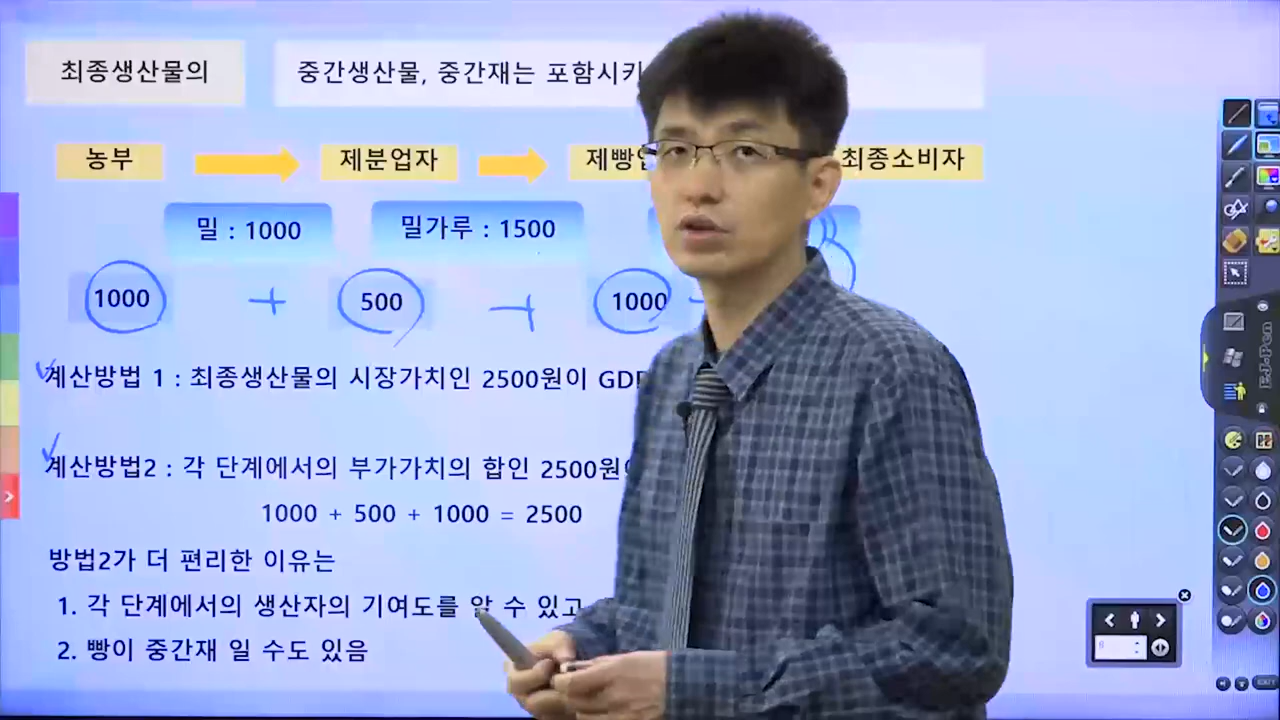 최종생산물의 중간생산물, 중간재는 포함시키
농부 제분업자 최종소비자
밀 : 1000 밀가루 : 1500
1000 + 500 + 1000
계산방법 1 : 최종생산물의 시장가치인 2500원이
계산방법2 : 각 단계에서의 부가가치의 합인 2500원
1000 + 500 + 1000 = 2500
방법2가 더 편리한 이유는
1. 각 단계에서의 생산자의 기여도를 알 수 있고
2. 빵이 중간재 일 수도 있음